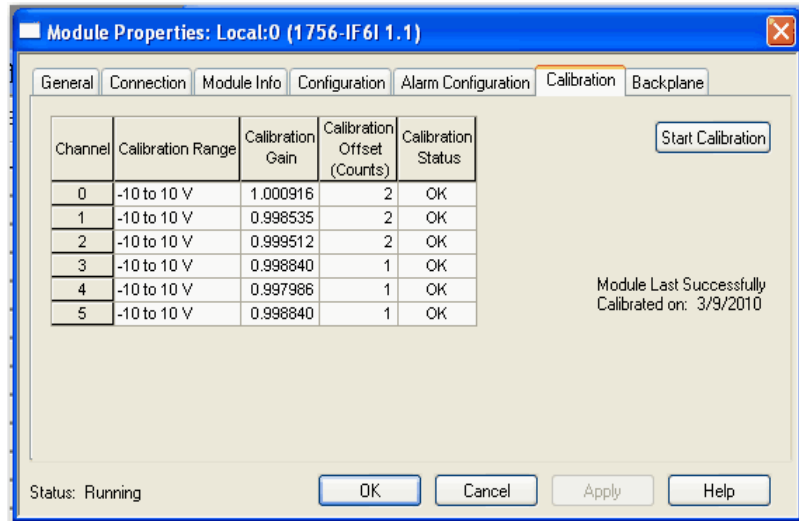 Module Properties: Local:0 (1756-IF6I 1.1)
General Connection Module Info Configuration Alarm Configuration Calibration Backplane
Channel Calibration Range Calibration Gain Calibration Offset (Counts) Calibration Status
Start Calibration
0 -10 to 10 V 1.000916 2 OK
1 -10 to 10 V 0.998535 2 OK
2 -10 to 10 V 0.999512 2 OK
3 -10 to 10 V 0.998840 1 OK
4 -10 to 10 V 0.997986 1 OK
5 -10 to 10 V 0.998840 1 OK
Module Last Successfully
Calibrated on: 3/9/2010
Status: Running
OK Cancel Apply Help